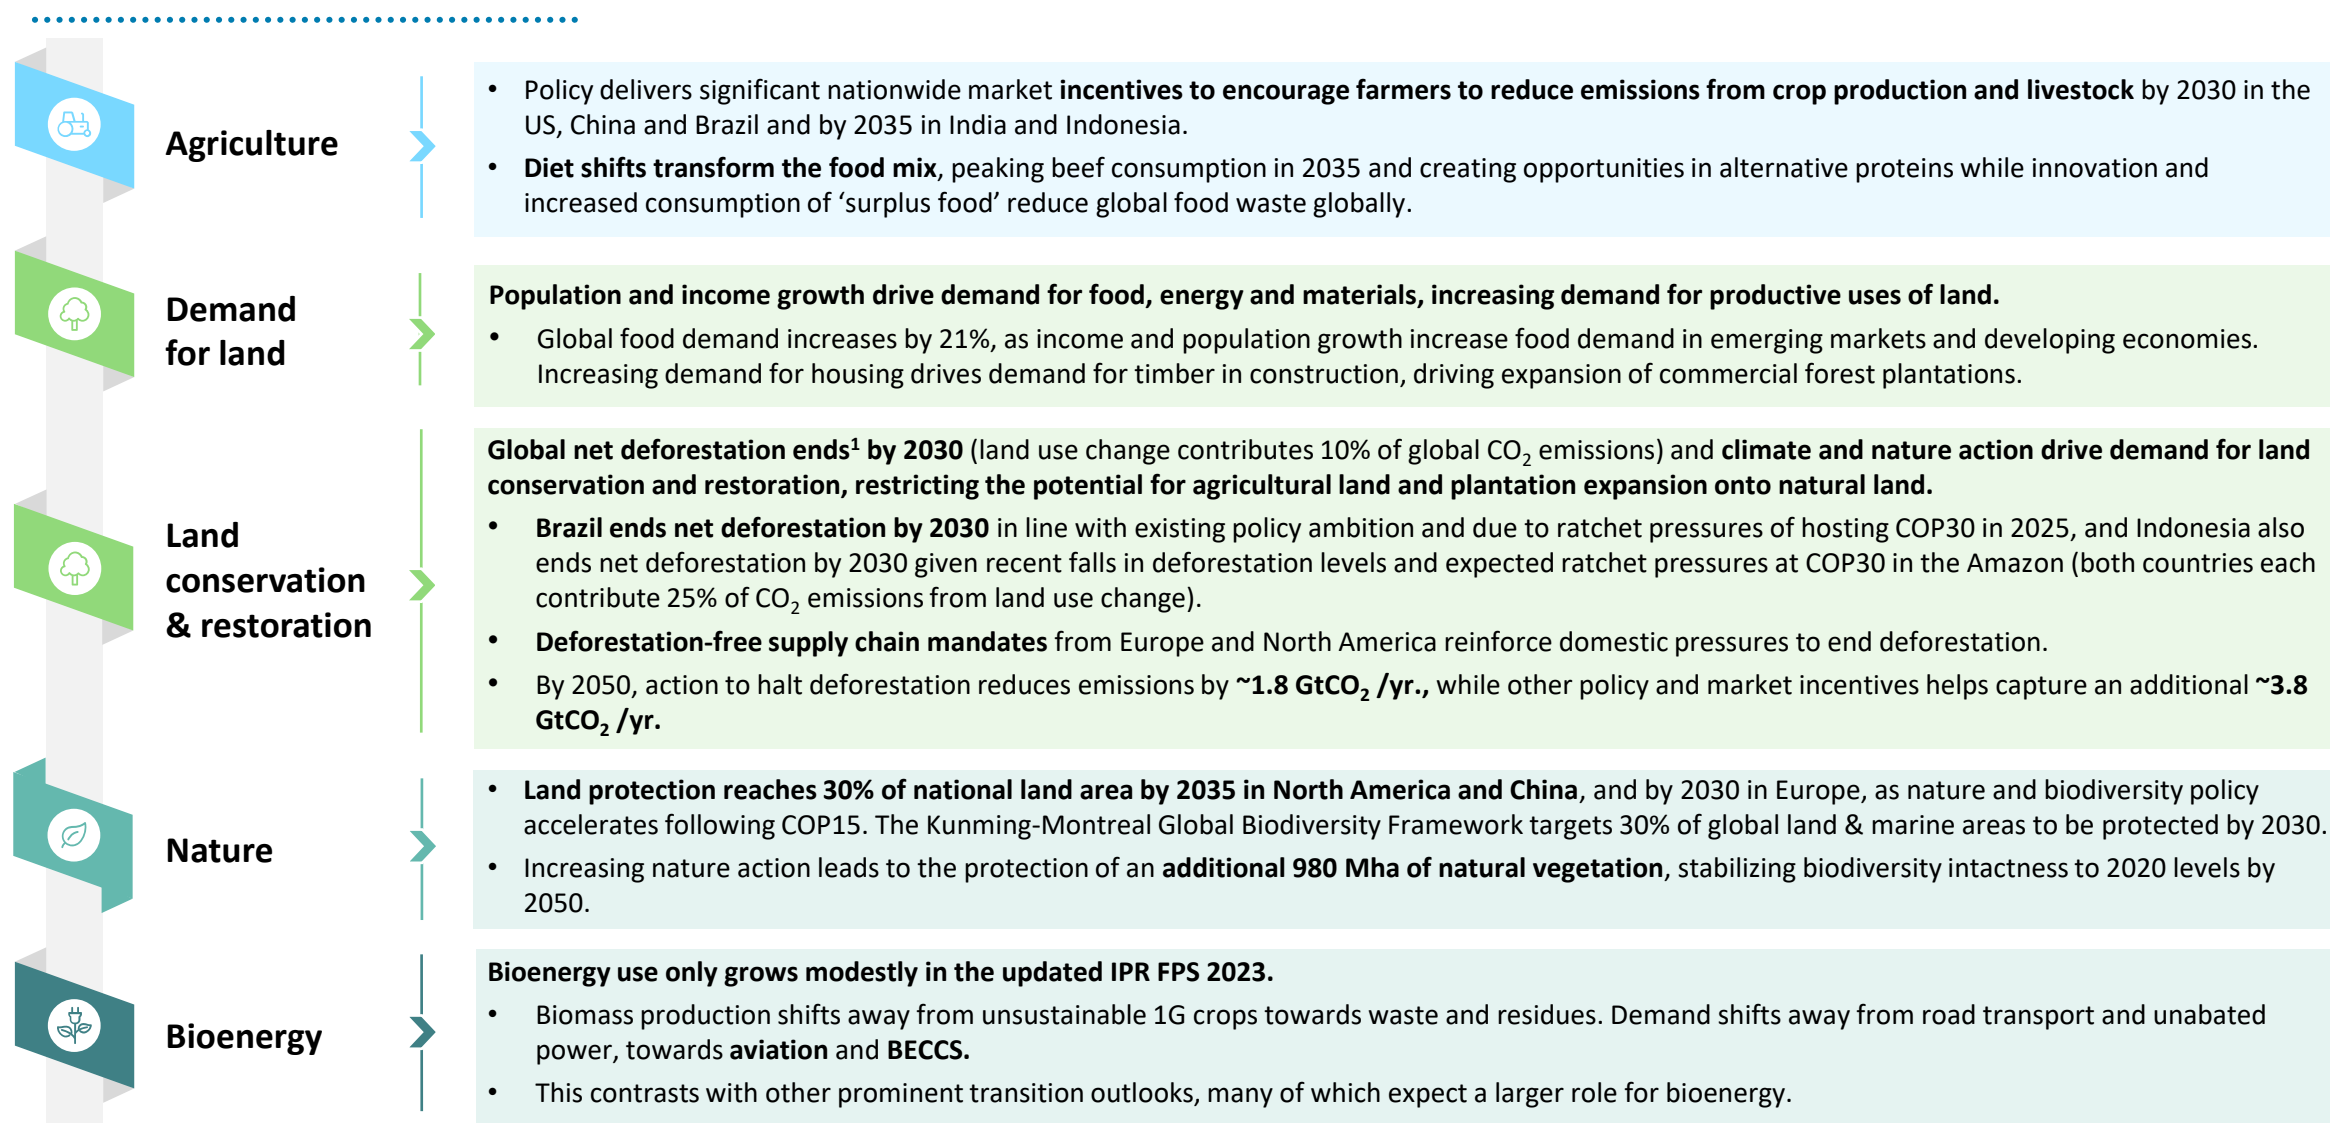 Agriculture
• Policy delivers significant nationwide market incentives to encourage farmers to reduce emissions from crop production and livestock by 2030 in the
US, China and Brazil and by 2035 in India and Indonesia.
• Diet shifts transform the food mix, peaking beef consumption in 2035 and creating opportunities in alternative proteins while innovation and
increased consumption of ‘surplus food’ reduce global food waste globally.
Demand
for land
Population and income growth drive demand for food, energy and materials, increasing demand for productive uses of land.
• Global food demand increases by 21%, as income and population growth increase food demand in emerging markets and developing economies.
Increasing demand for housing drives demand for timber in construction, driving expansion of commercial forest plantations.
Land
conservation
& restoration
Global net deforestation ends¹ by 2030 (land use change contributes 10% of global CO₂ emissions) and climate and nature action drive demand for land
conservation and restoration, restricting the potential for agricultural land and plantation expansion onto natural land.
• Brazil ends net deforestation by 2030 in line with existing policy ambition and due to ratchet pressures of hosting COP30 in 2025, and Indonesia also
ends net deforestation by 2030 given recent falls in deforestation levels and expected ratchet pressures at COP30 in the Amazon (both countries each
contribute 25% of CO₂ emissions from land use change).
• Deforestation-free supply chain mandates from Europe and North America reinforce domestic pressures to end deforestation.
• By 2050, action to halt deforestation reduces emissions by ~1.8 GtCO₂ /yr., while other policy and market incentives helps capture an additional ~3.8
GtCO₂ /yr.
Nature
• Land protection reaches 30% of national land area by 2035 in North America and China, and by 2030 in Europe, as nature and biodiversity policy
accelerates following COP15. The Kunming-Montreal Global Biodiversity Framework targets 30% of global land & marine areas to be protected by 2030.
• Increasing nature action leads to the protection of an additional 980 Mha of natural vegetation, stabilizing biodiversity intactness to 2020 levels by
2050.
Bioenergy
Bioenergy use only grows modestly in the updated IPR FPS 2023.
• Biomass production shifts away from unsustainable 1G crops towards waste and residues. Demand shifts away from road transport and unabated
power, towards aviation and BECCS.
• This contrasts with other prominent transition outlooks, many of which expect a larger role for bioenergy.